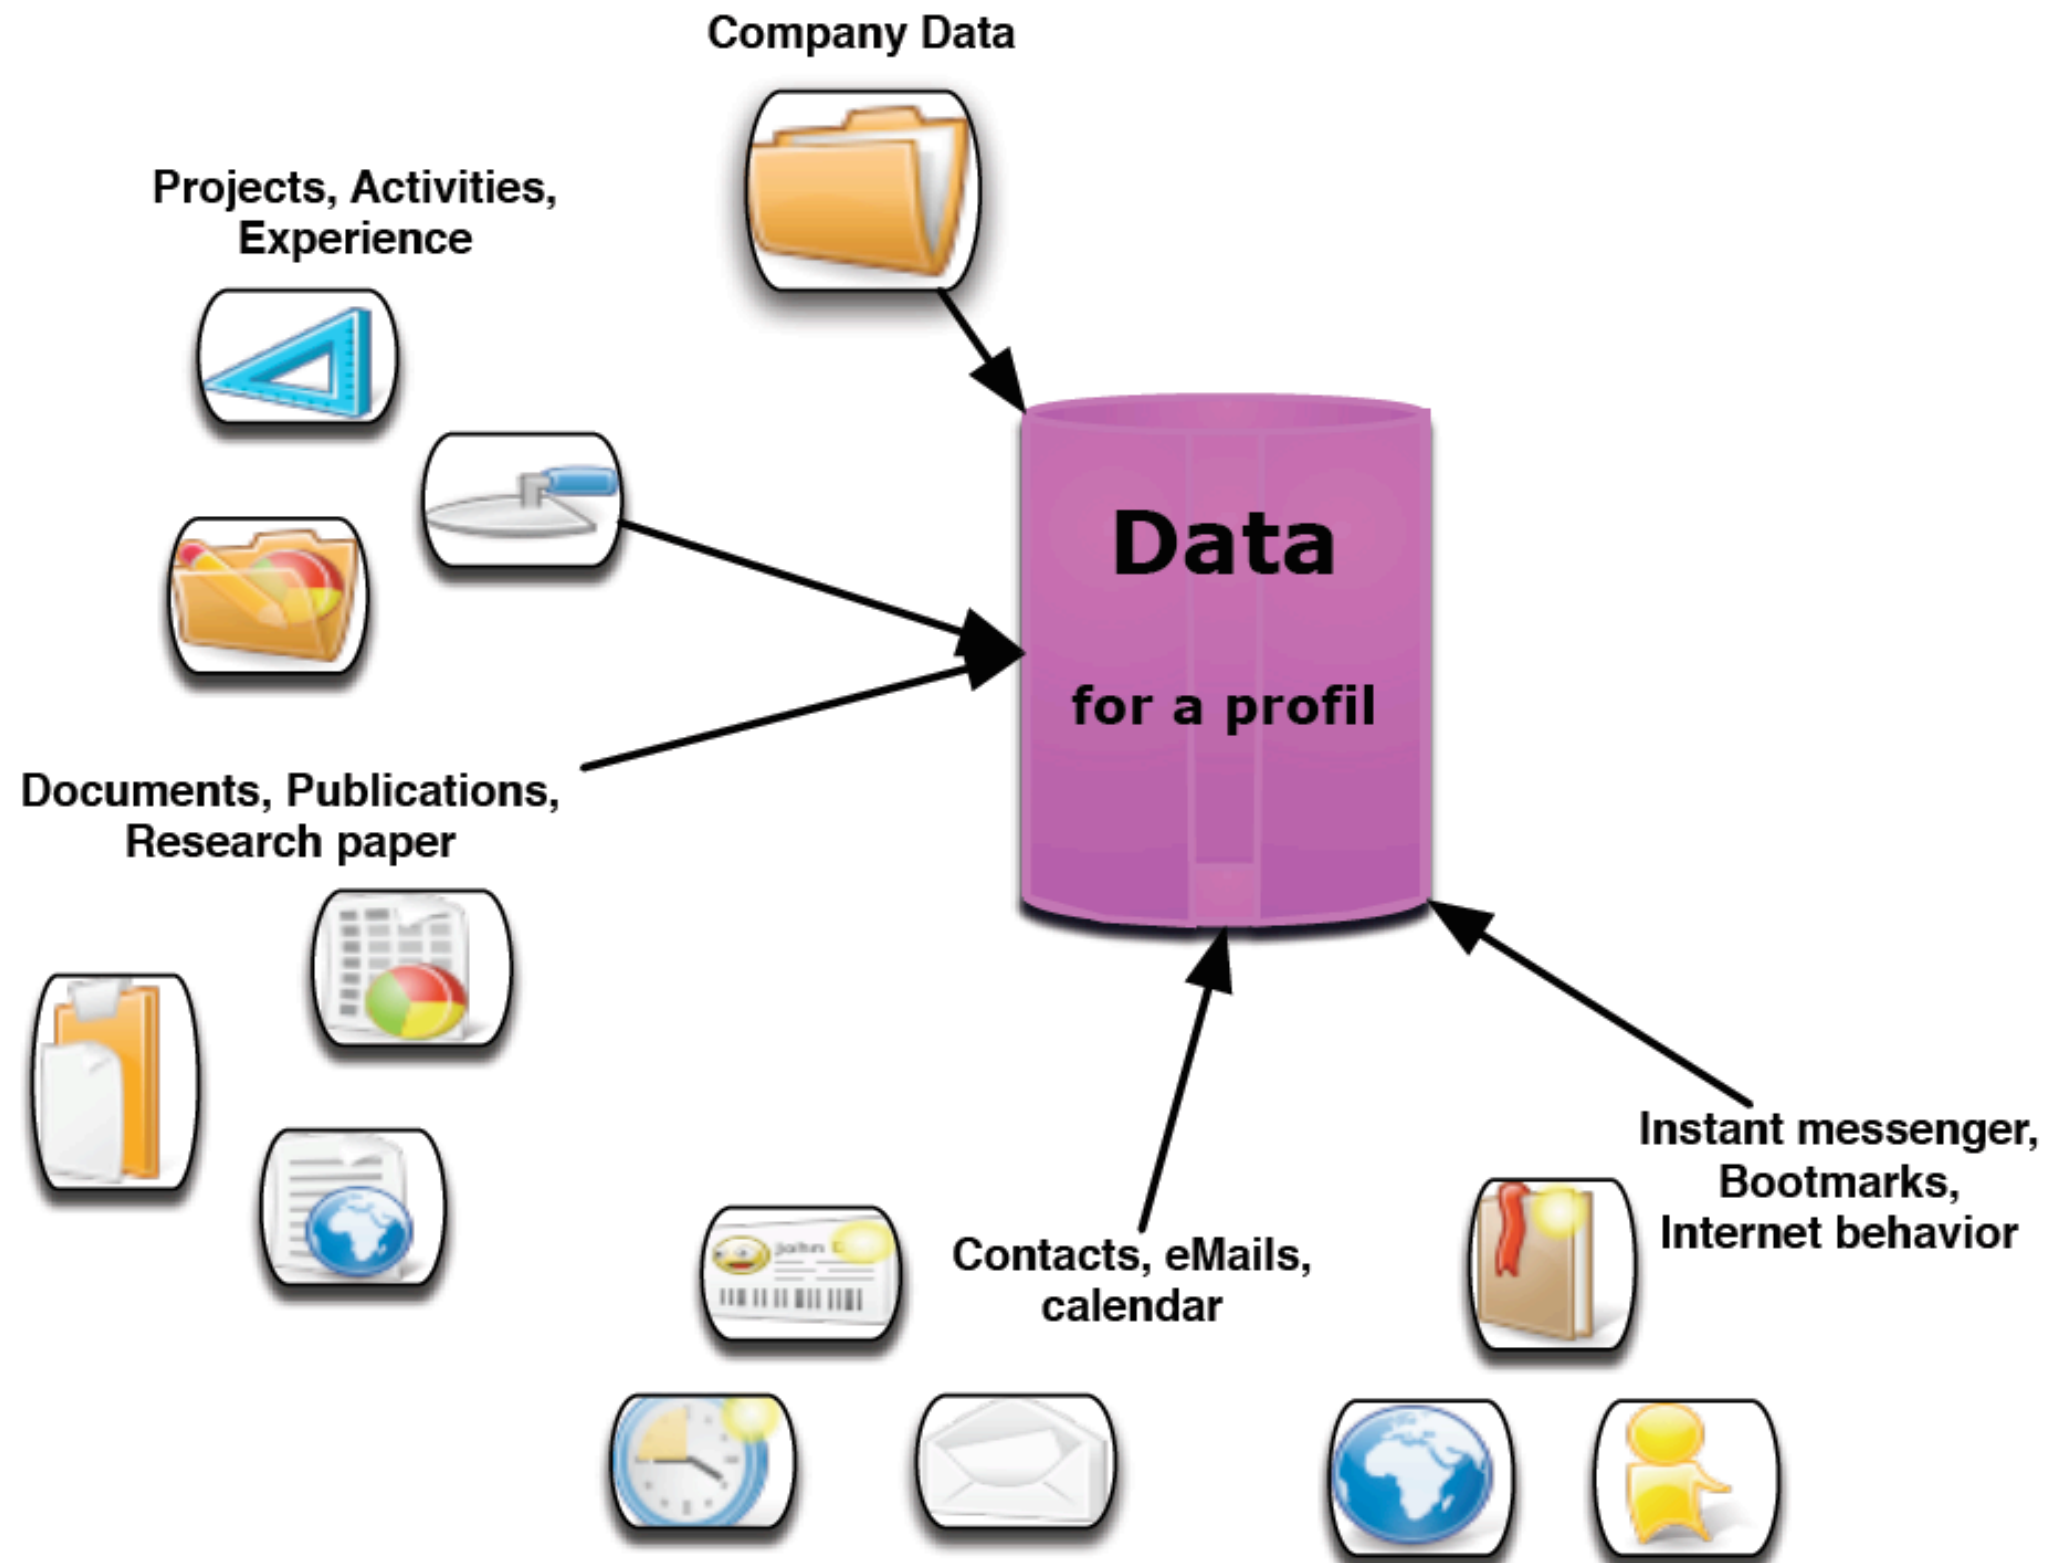 Company Data
Projects, Activities,
Experience
Data
for a profil
Documents, Publications,
Research paper
Instant messenger,
Bootmarks,
Internet behavior
John
Contacts, eMails,
calendar